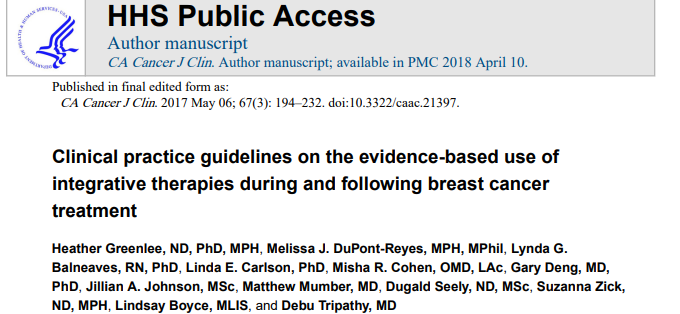 HHS Public Access
Author manuscript
CA Cancer J Clin. Author manuscript; available in PMC 2018 April 10.
Published in final edited form as:
CA Cancer J Clin. 2017 May 06; 67(3): 194–232. doi:10.3322/caac.21397.
Clinical practice guidelines on the evidence-based use of
integrative therapies during and following breast cancer
treatment
Heather Greenlee, ND, PhD, MPH, Melissa J. DuPont-Reyes, MPH, MPhil, Lynda G.
Balneaves, RN, PhD, Linda E. Carlson, PhD, Misha R. Cohen, OMD, LAc, Gary Deng, MD,
PhD, Jillian A. Johnson, MSc, Matthew Mumber, MD, Dugald Seely, ND, MSc, Suzanna Zick,
ND, MPH, Lindsay Boyce, MLIS, and Debu Tripathy, MD